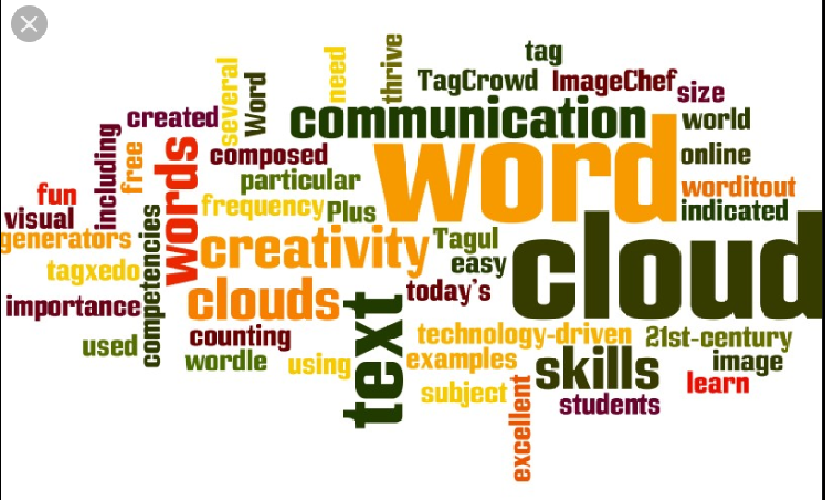 tag
need
thrive
several
Word
TagCrowd
ImageChef
size
created
communication
world
including
free
words
composed
word
online
particular
worditout
fun
visual
frequency
Plus
indicated
generators
competencies
creativity
Tagul
cloud
tagxedo
easy
importance
clouds
text
today's
used
counting
technology-driven
21st-century
wordle
using
examples
skills
image
subject
excellent
learn
students